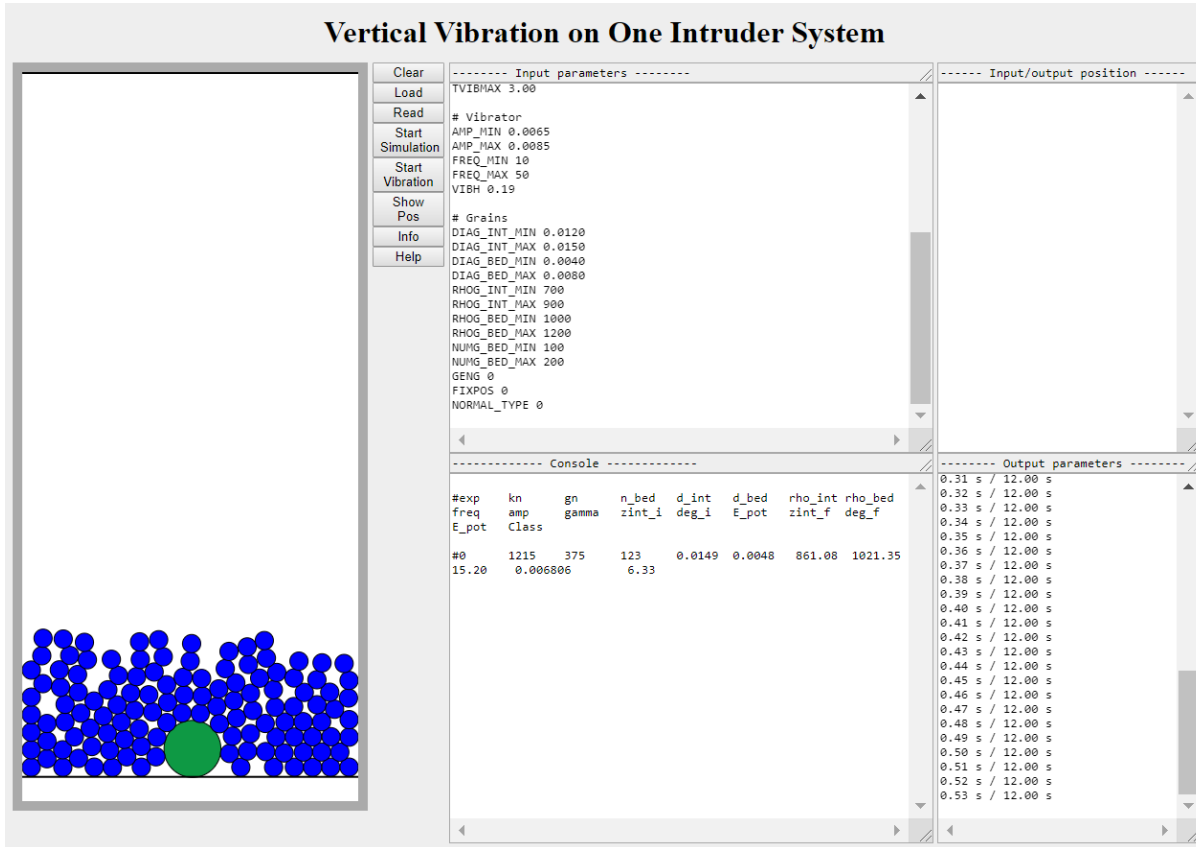 Vertical Vibration on One Intruder System
Clear
Load
Read
Start
Simulation
Start
Vibration
Show
Pos
Info
Help
-------- Input parameters --------
TVIBMAX 3.00
# Vibrator
AMP_MIN 0.0065
AMP_MAX 0.0085
FREQ_MIN 10
FREQ_MAX 50
VIBH 0.19
# Grains
DIAG_INT_MIN 0.0120
DIAG_INT_MAX 0.0150
DIAG_BED_MIN 0.0040
DIAG_BED_MAX 0.0080
RHOG_INT_MIN 700
RHOG_INT_MAX 900
RHOG_BED_MIN 1000
RHOG_BED_MAX 1200
NUMG_BED_MIN 100
NUMG_BED_MAX 200
GENG 0
FIXPOS 0
NORMAL_TYPE 0
------ Input/output position ------
------------ Console -------------
#exp kn gn n_bed d_int d_bed rho_int rho_bed
freq amp gamma zint_i deg_i E_pot zint_f deg_f
E_pot Class
#0 1215 375 123 0.0149 0.0048 861.08 1021.35
15.20 0.006806 6.33
-------- Output parameters --------
0.31 s / 12.00 s
0.32 s / 12.00 s
0.33 s / 12.00 s
0.34 s / 12.00 s
0.35 s / 12.00 s
0.36 s / 12.00 s
0.37 s / 12.00 s
0.38 s / 12.00 s
0.39 s / 12.00 s
0.40 s / 12.00 s
0.41 s / 12.00 s
0.42 s / 12.00 s
0.43 s / 12.00 s
0.44 s / 12.00 s
0.45 s / 12.00 s
0.46 s / 12.00 s
0.47 s / 12.00 s
0.48 s / 12.00 s
0.49 s / 12.00 s
0.50 s / 12.00 s
0.51 s / 12.00 s
0.52 s / 12.00 s
0.53 s / 12.00 s